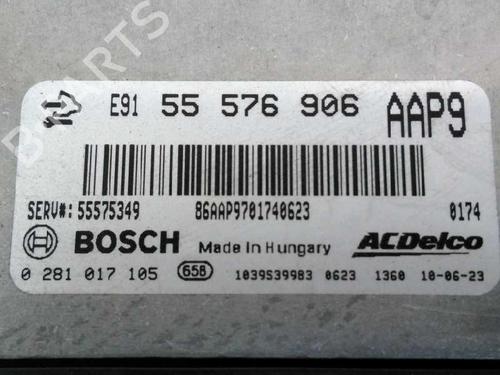 B-PARTS
E91 55 576 906 AAP9
SERV#:55575349 86AAP9701740623 0174
BOSCH Made in Hungary ACDelco
0 281 017 105 658 1039S39983 0623 1360 10-06-23